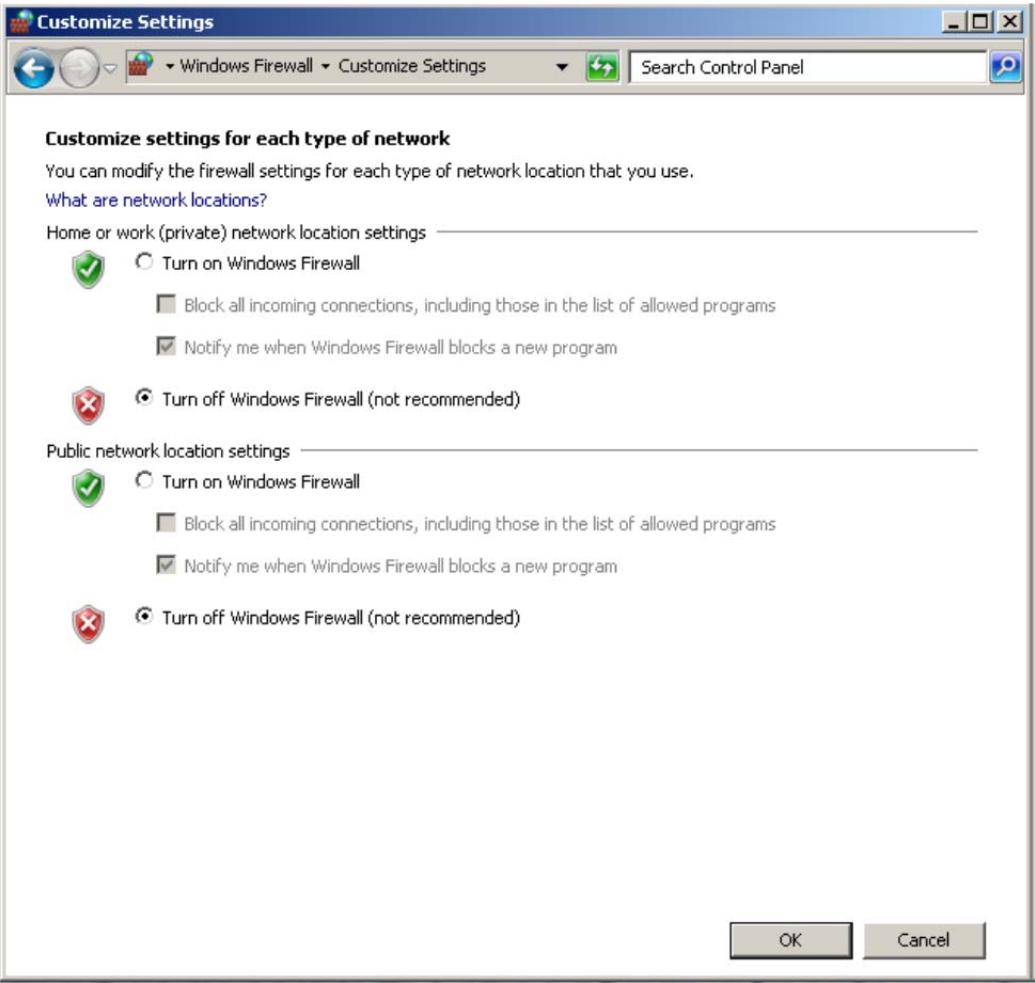 Customize Settings
Windows Firewall Customize Settings Search Control Panel
Customize settings for each type of network
You can modify the firewall settings for each type of network location that you use.
What are network locations?
Home or work (private) network location settings
Turn on Windows Firewall
Block all incoming connections, including those in the list of allowed programs
Notify me when Windows Firewall blocks a new program
Turn off Windows Firewall (not recommended)
Public network location settings
Turn on Windows Firewall
Block all incoming connections, including those in the list of allowed programs
Notify me when Windows Firewall blocks a new program
Turn off Windows Firewall (not recommended)
OK Cancel